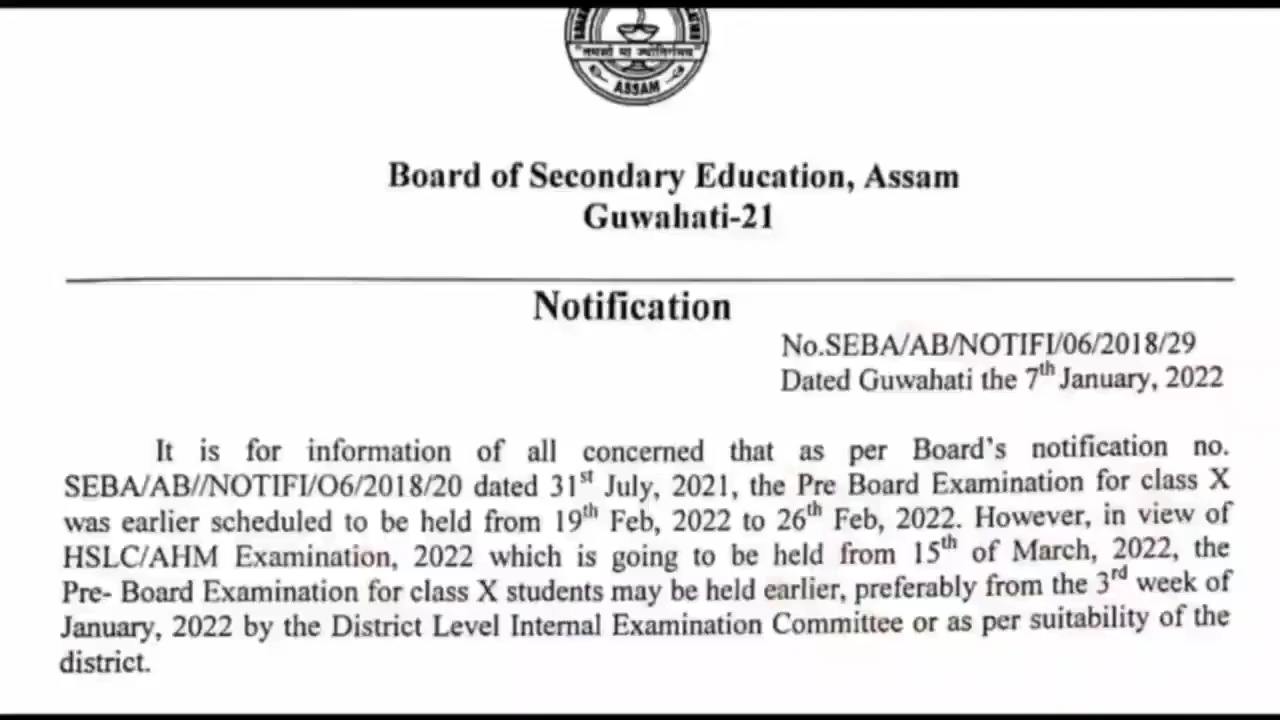 "तमसो मा ज्योतिर्गमय"
ASSAM
Board of Secondary Education, Assam
Guwahati-21
Notification
No.SEBA/AB/NOTIFI/06/2018/29
Dated Guwahati the 7th January, 2022
It is for information of all concerned that as per Board's notification no.
SEBA/AB//NOTIFI/O6/2018/20 dated 31st July, 2021, the Pre Board Examination for class X
was earlier scheduled to be held from 19th Feb, 2022 to 26th Feb, 2022. However, in view of
HSLC/AHM Examination, 2022 which is going to be held from 15th of March, 2022, the
Pre- Board Examination for class X students may be held earlier, preferably from the 3rd week of
January, 2022 by the District Level Internal Examination Committee or as per suitability of the
district.